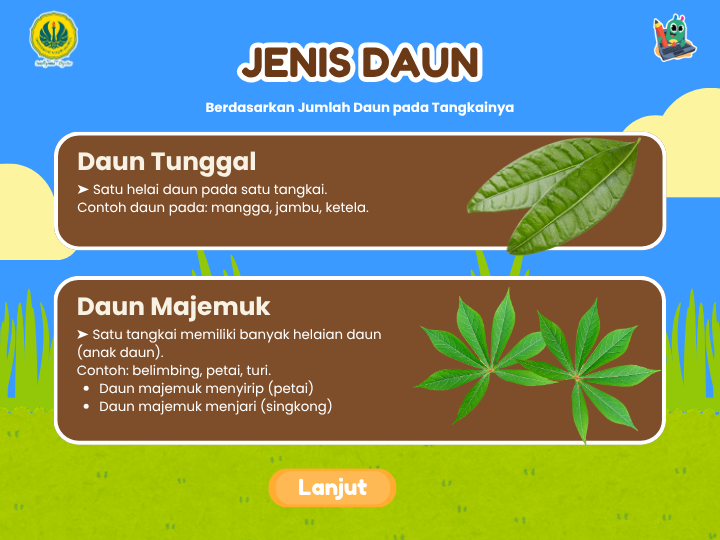 JENIS DAUN
Berdasarkan Jumlah Daun pada Tangkainya
Daun Tunggal
➤ Satu helai daun pada satu tangkai.
Contoh daun pada: mangga, jambu, ketela.
Daun Majemuk
➤ Satu tangkai memiliki banyak helaian daun
(anak daun).
Contoh: belimbing, petai, turi.
• Daun majemuk menyirip (petai)
• Daun majemuk menjari (singkong)
Lanjut